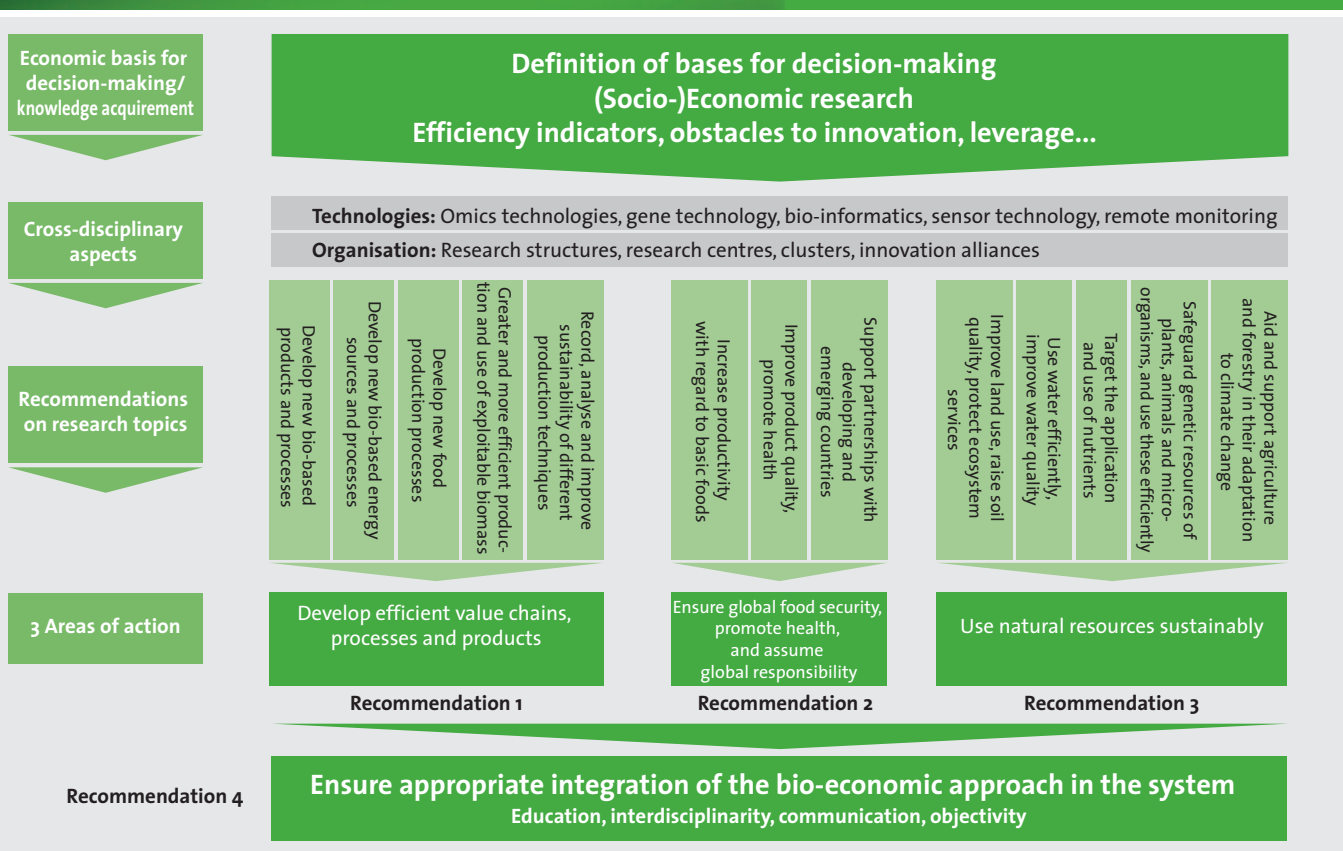 Economic basis for
decision-making/
knowledge acquirement
Definition of bases for decision-making
(Socio-)Economic research
Efficiency indicators, obstacles to innovation, leverage...
Cross-disciplinary
aspects
Technologies: Omics technologies, gene technology, bio-informatics, sensor technology, remote monitoring
Organisation: Research structures, research centres, clusters, innovation alliances
Recommendations
on research topics
Develop new bio-based
products and processes
Develop new bio-based energy
sources and processes
Develop new food
production processes
Greater and more efficient produc-
tion and use of exploitable biomass
Record, analyse and improve
sustainability of different
production techniques
Increase productivity
with regard to basic foods
Improve product quality,
promote health
Support partnerships with
developing and
emerging countries
Improve land use, raise soil
quality, protect ecosystem
services
Use water efficiently,
improve water quality
Target the application
and use of nutrients
Safeguard genetic resources of
plants, animals and micro-
organisms, and use these efficiently
Aid and support agriculture
and forestry in their adaptation
to climate change
3 Areas of action
Develop efficient value chains,
processes and products
Ensure global food security,
promote health,
and assume
global responsibility
Use natural resources sustainably
Recommendation 1
Recommendation 2
Recommendation 3
Recommendation 4
Ensure appropriate integration of the bio-economic approach in the system
Education, interdisciplinarity, communication, objectivity